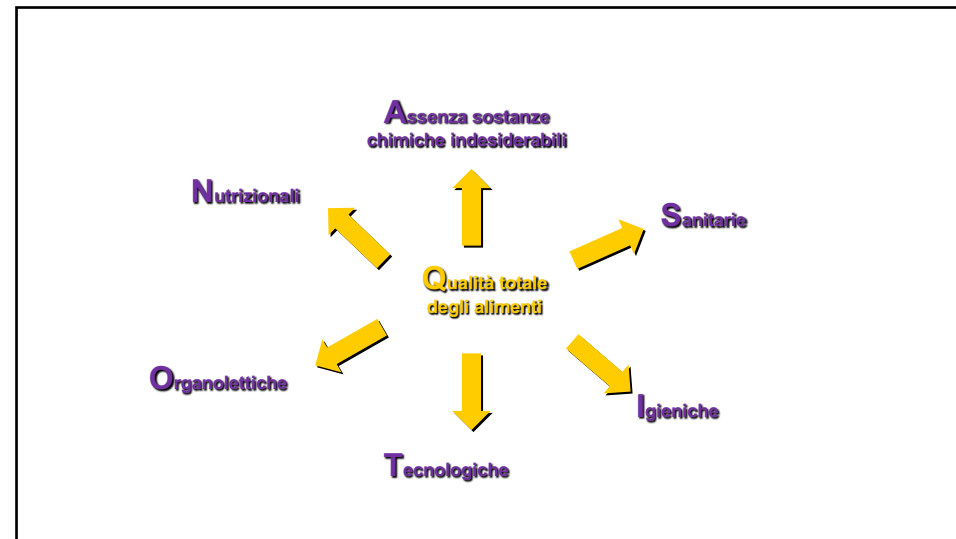 Assenza sostanze
chimiche indesiderabili
Nutrizionali
Sanitarie
Qualità totale
degli alimenti
Organolettiche
Igieniche
Tecnologiche